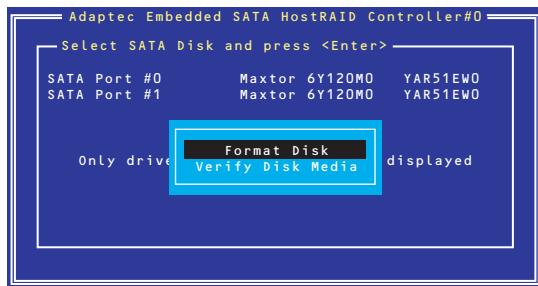 Adaptec Embedded SATA HostRAID Controller#0
Select SATA Disk and press <Enter>
SATA Port #0 Maxtor 6Y120M0 YAR51EW0
SATA Port #1 Maxtor 6Y120M0 YAR51EW0
Format Disk
Only drive displayed
Verify Disk Media